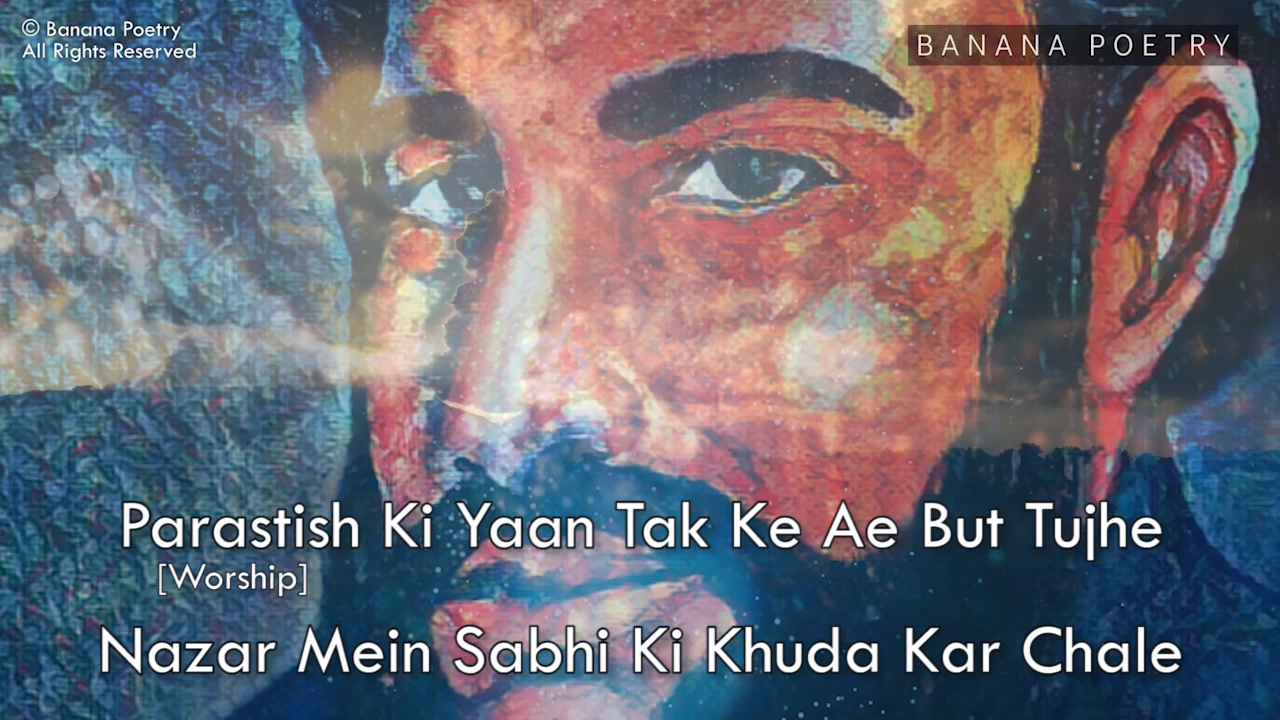 © Banana Poetry
All Rights Reserved
BANANA POETRY
Parastish Ki Yaan Tak Ke Ae But Tujhe
[Worship]
Nazar Mein Sabhi Ki Khuda Kar Chale